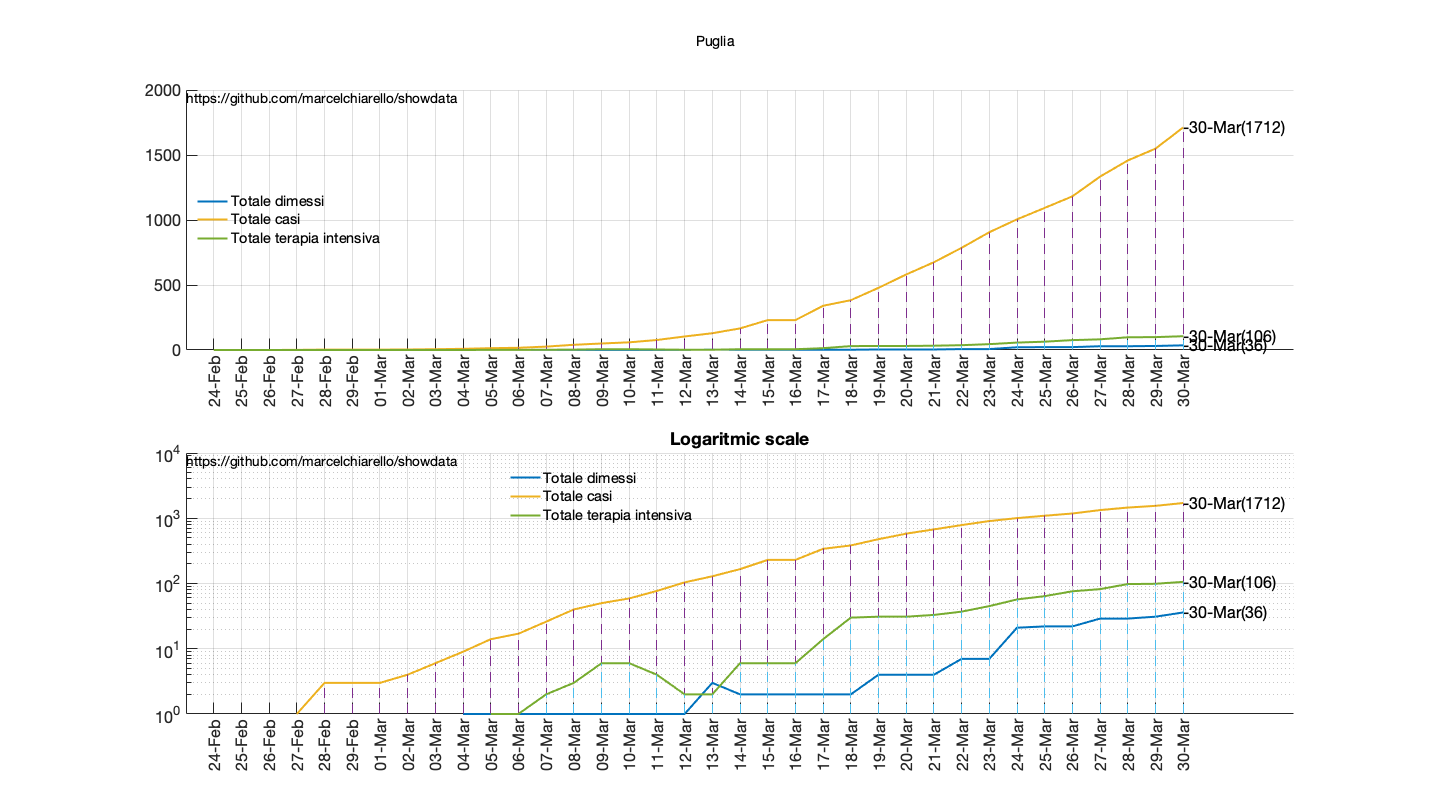 Puglia
2000
https://github.com/marcelchiarello/showdata
-30-Mar(1712)
1500
Totale dimessi
1000
Totale casi
Totale terapia intensiva
500
-30-Mar(106)
-30-Mar(36)
0
24-Feb
25-Feb
26-Feb
27-Feb
28-Feb
29-Feb
01-Mar
02-Mar
03-Mar
04-Mar
05-Mar
06-Mar
07-Mar
08-Mar
09-Mar
10-Mar
11-Mar
12-Mar
13-Mar
14-Mar
15-Mar
16-Mar
17-Mar
18-Mar
19-Mar
20-Mar
21-Mar
22-Mar
23-Mar
24-Mar
25-Mar
26-Mar
27-Mar
28-Mar
29-Mar
30-Mar
Logaritmic scale
10^4
https://github.com/marcelchiarello/showdata
Totale dimessi
Totale casi
Totale terapia intensiva
-30-Mar(1712)
10^3
10^2
-30-Mar(106)
-30-Mar(36)
10^1
10^0
24-Feb
25-Feb
26-Feb
27-Feb
28-Feb
29-Feb
01-Mar
02-Mar
03-Mar
04-Mar
05-Mar
06-Mar
07-Mar
08-Mar
09-Mar
10-Mar
11-Mar
12-Mar
13-Mar
14-Mar
15-Mar
16-Mar
17-Mar
18-Mar
19-Mar
20-Mar
21-Mar
22-Mar
23-Mar
24-Mar
25-Mar
26-Mar
27-Mar
28-Mar
29-Mar
30-Mar